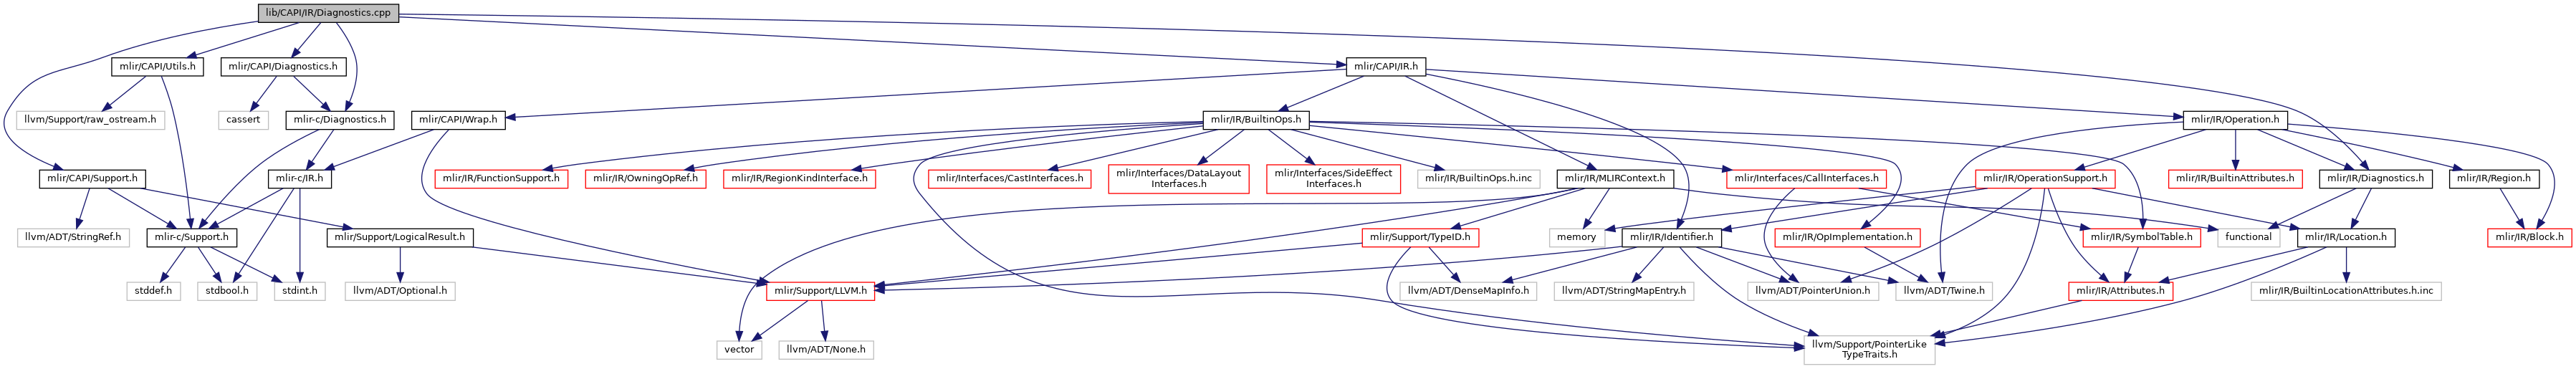 lib/CAPI/IR/Diagnostics.cpp
mlir/CAPI/Utils.h
mlir/CAPI/Diagnostics.h
mlir/CAPI/IR.h
llvm/Support/raw_ostream.h
cassert
mlir-c/Diagnostics.h
mlir/CAPI/Wrap.h
mlir/IR/BuiltinOps.h
mlir/IR/Operation.h
mlir/CAPI/Support.h
mlir-c/IR.h
mlir/IR/FunctionSupport.h
mlir/IR/OwningOpRef.h
mlir/IR/RegionKindInterface.h
mlir/Interfaces/CastInterfaces.h
mlir/Interfaces/DataLayout
Interfaces.h
mlir/Interfaces/SideEffect
Interfaces.h
mlir/IR/BuiltinOps.h.inc
mlir/IR/MLIRContext.h
mlir/Interfaces/CallInterfaces.h
mlir/IR/OperationSupport.h
mlir/IR/BuiltinAttributes.h
mlir/IR/Diagnostics.h
mlir/IR/Region.h
llvm/ADT/StringRef.h
mlir-c/Support.h
mlir/Support/LogicalResult.h
mlir/Support/TypeID.h
memory
mlir/IR/Identifier.h
mlir/IR/OpImplementation.h
mlir/IR/SymbolTable.h
functional
mlir/IR/Location.h
mlir/IR/Block.h
stddef.h
stdbool.h
stdint.h
llvm/ADT/Optional.h
mlir/Support/LLVM.h
llvm/ADT/DenseMapInfo.h
llvm/ADT/StringMapEntry.h
llvm/ADT/PointerUnion.h
llvm/ADT/Twine.h
mlir/IR/Attributes.h
mlir/IR/BuiltinLocationAttributes.h.inc
vector
llvm/ADT/None.h
llvm/Support/PointerLike
TypeTraits.h